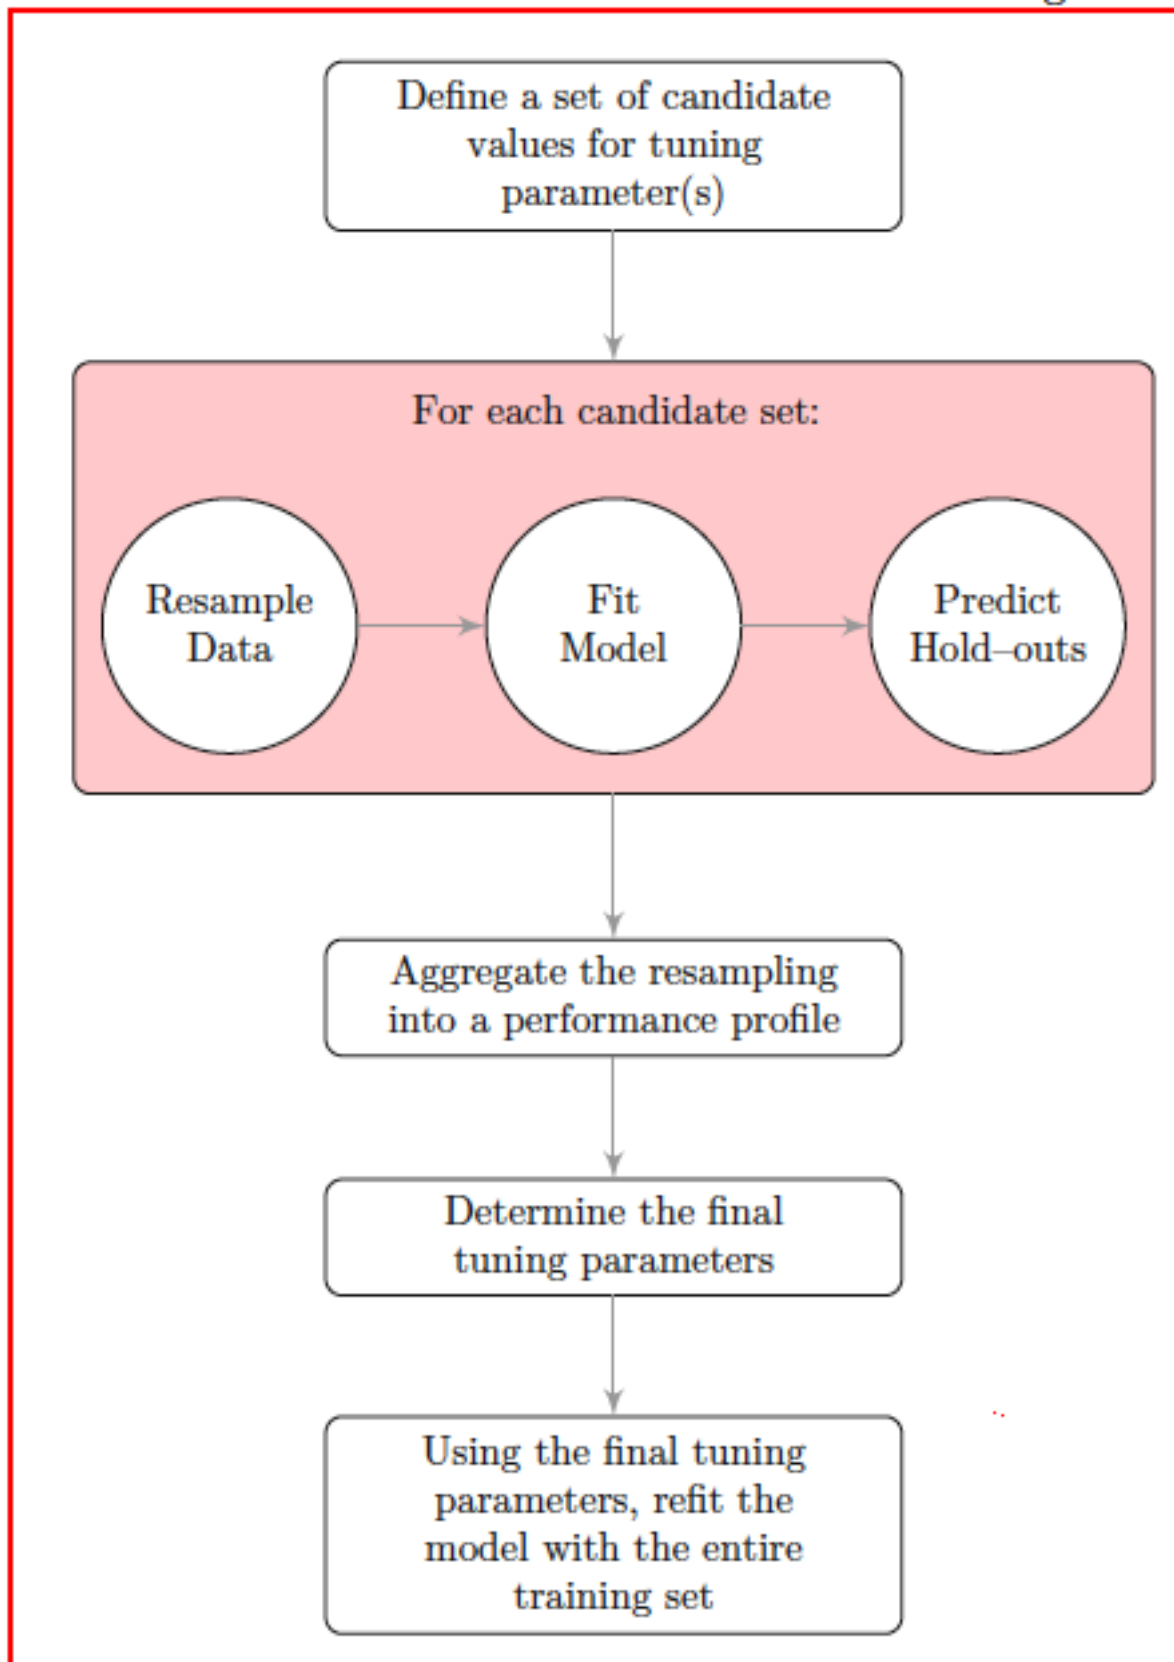 Define a set of candidate
values for tuning
parameter(s)
For each candidate set:
Resample
Data
Fit
Model
Predict
Hold–outs
Aggregate the resampling
into a performance profile
Determine the final
tuning parameters
Using the final tuning
parameters, refit the
model with the entire
training set